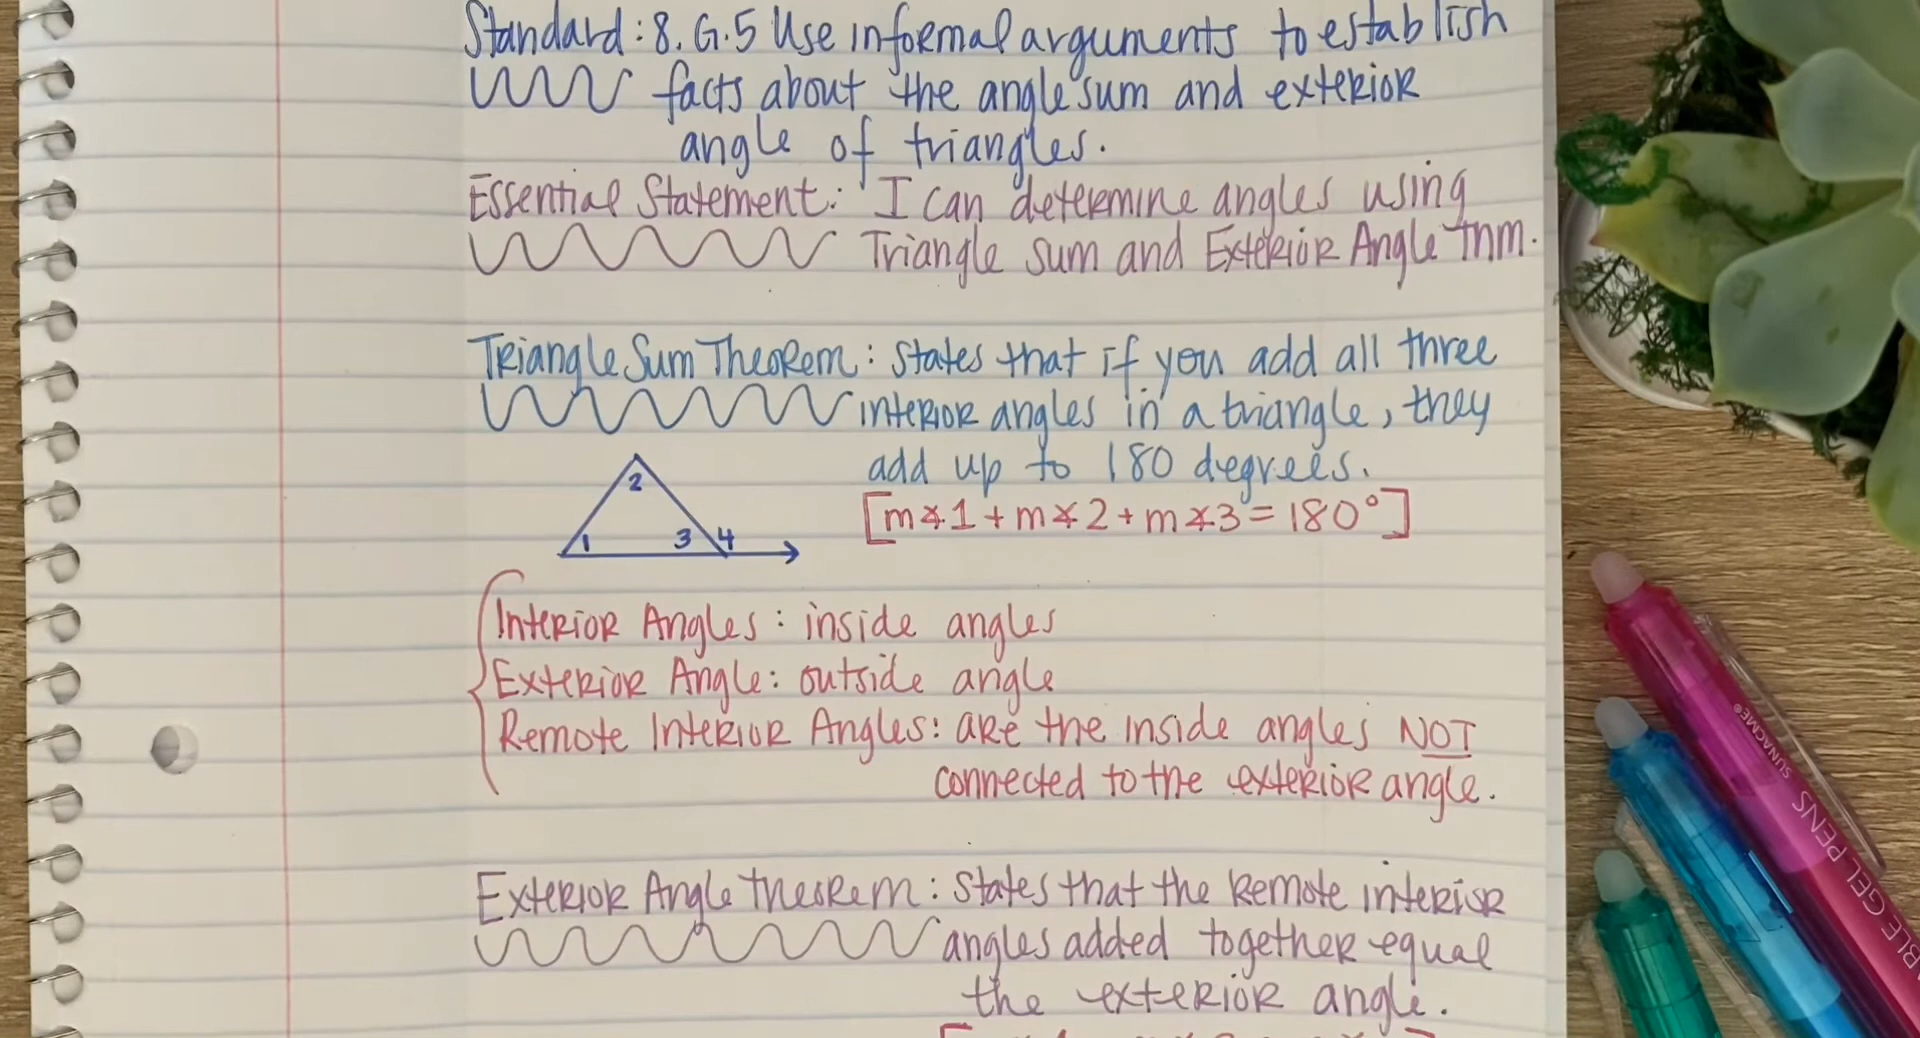 Standard: 8.G.5 Use informal arguments to establish
facts about the angle sum and exterior
angle of triangles.
Essential Statement: I can determine angles using
Triangle sum and Exterior Angle Thm.
Triangle Sum Theorem: states that if you add all three
interior angles in a triangle, they
add up to 180 degrees.
2
1 3 4
[m∡1 + m∡2 + m∡3 = 180°]
Interior Angles: inside angles
Exterior Angle: outside angle
Remote Interior Angles: are the inside angles NOT
connected to the exterior angle.
Exterior Angle theorem: states that the remote interior
angles added together equal
the exterior angle.
SUNACME®
BLE GEL PENS